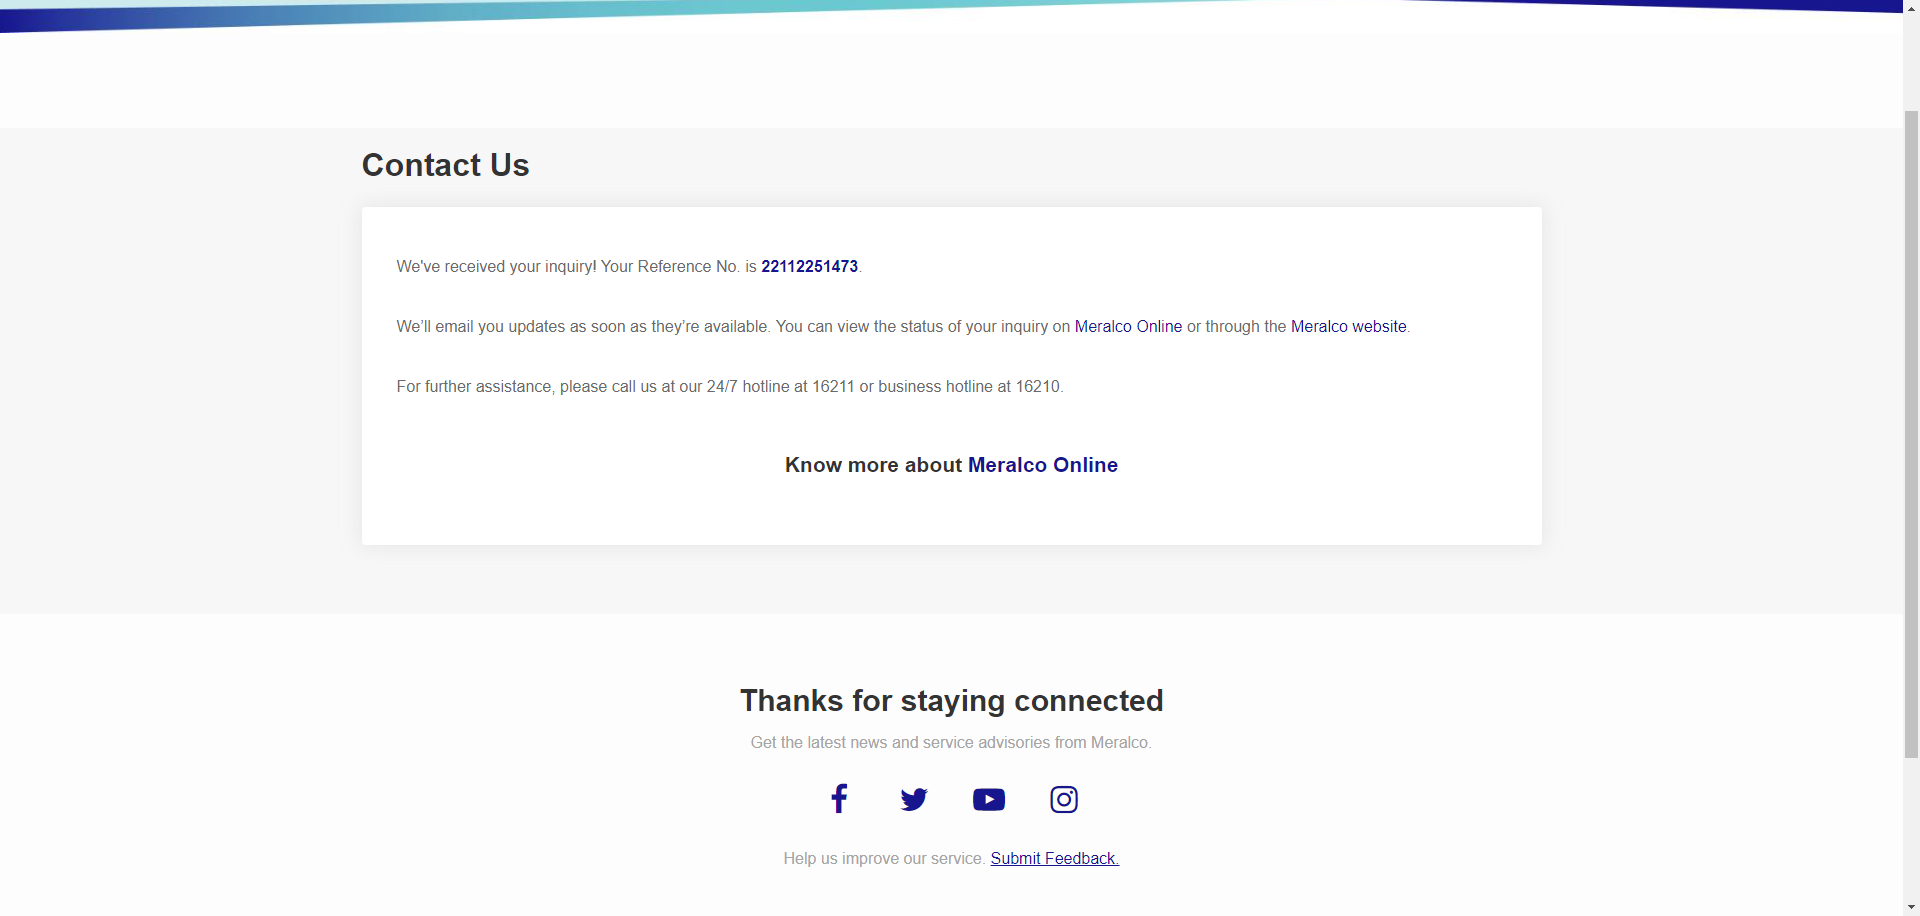 Contact Us
We've received your inquiry! Your Reference No. is 22112251473.
We’ll email you updates as soon as they’re available. You can view the status of your inquiry on Meralco Online or through the Meralco website.
For further assistance, please call us at our 24/7 hotline at 16211 or business hotline at 16210.
Know more about Meralco Online
Thanks for staying connected
Get the latest news and service advisories from Meralco.
Help us improve our service. Submit Feedback.